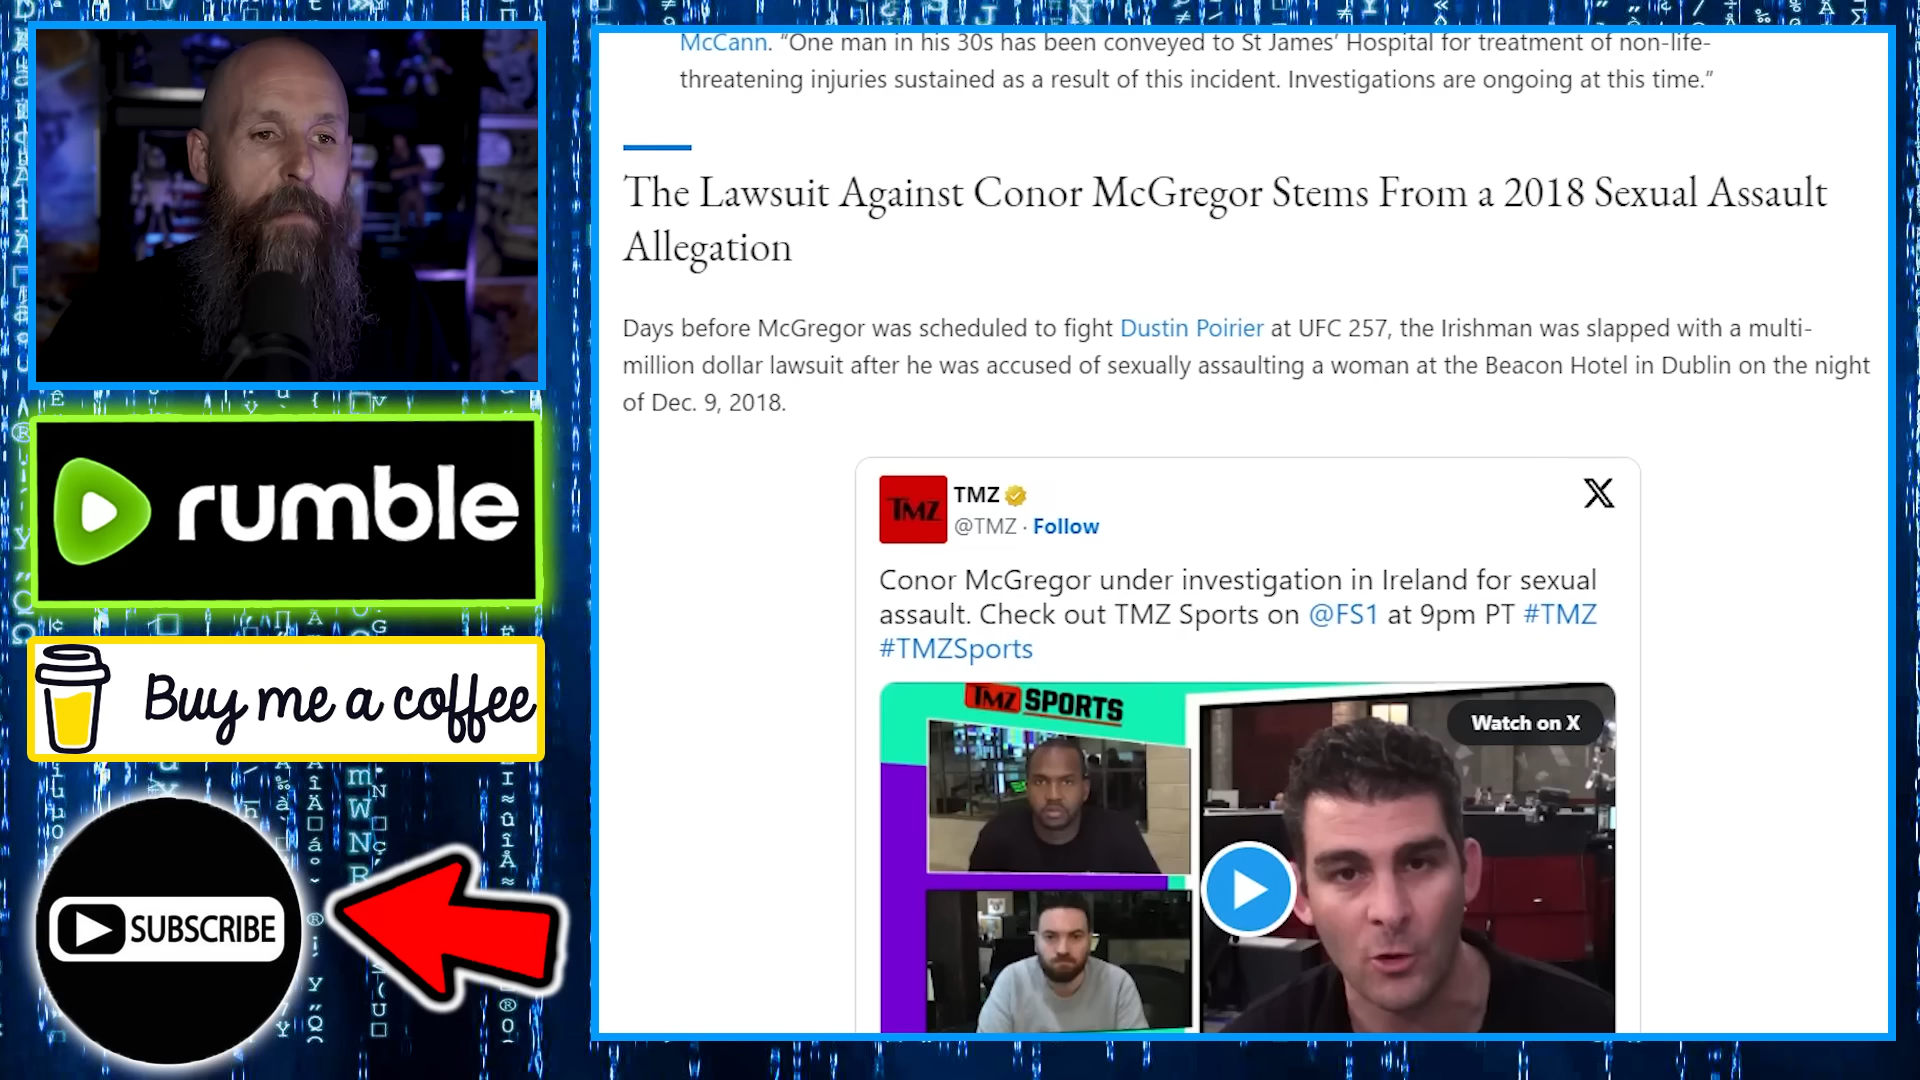 McCann. “One man in his 30s has been conveyed to St James’ Hospital for treatment of non-life-
threatening injuries sustained as a result of this incident. Investigations are ongoing at this time.”
The Lawsuit Against Conor McGregor Stems From a 2018 Sexual Assault
Allegation
Days before McGregor was scheduled to fight Dustin Poirier at UFC 257, the Irishman was slapped with a multi-
million dollar lawsuit after he was accused of sexually assaulting a woman at the Beacon Hotel in Dublin on the night
of Dec. 9, 2018.
TMZ
TMZ
@TMZ · Follow
Conor McGregor under investigation in Ireland for sexual
assault. Check out TMZ Sports on @FS1 at 9pm PT #TMZ
#TMZSports
TMZ SPORTS
Watch on X
rumble
Buy me a coffee
SUBSCRIBE